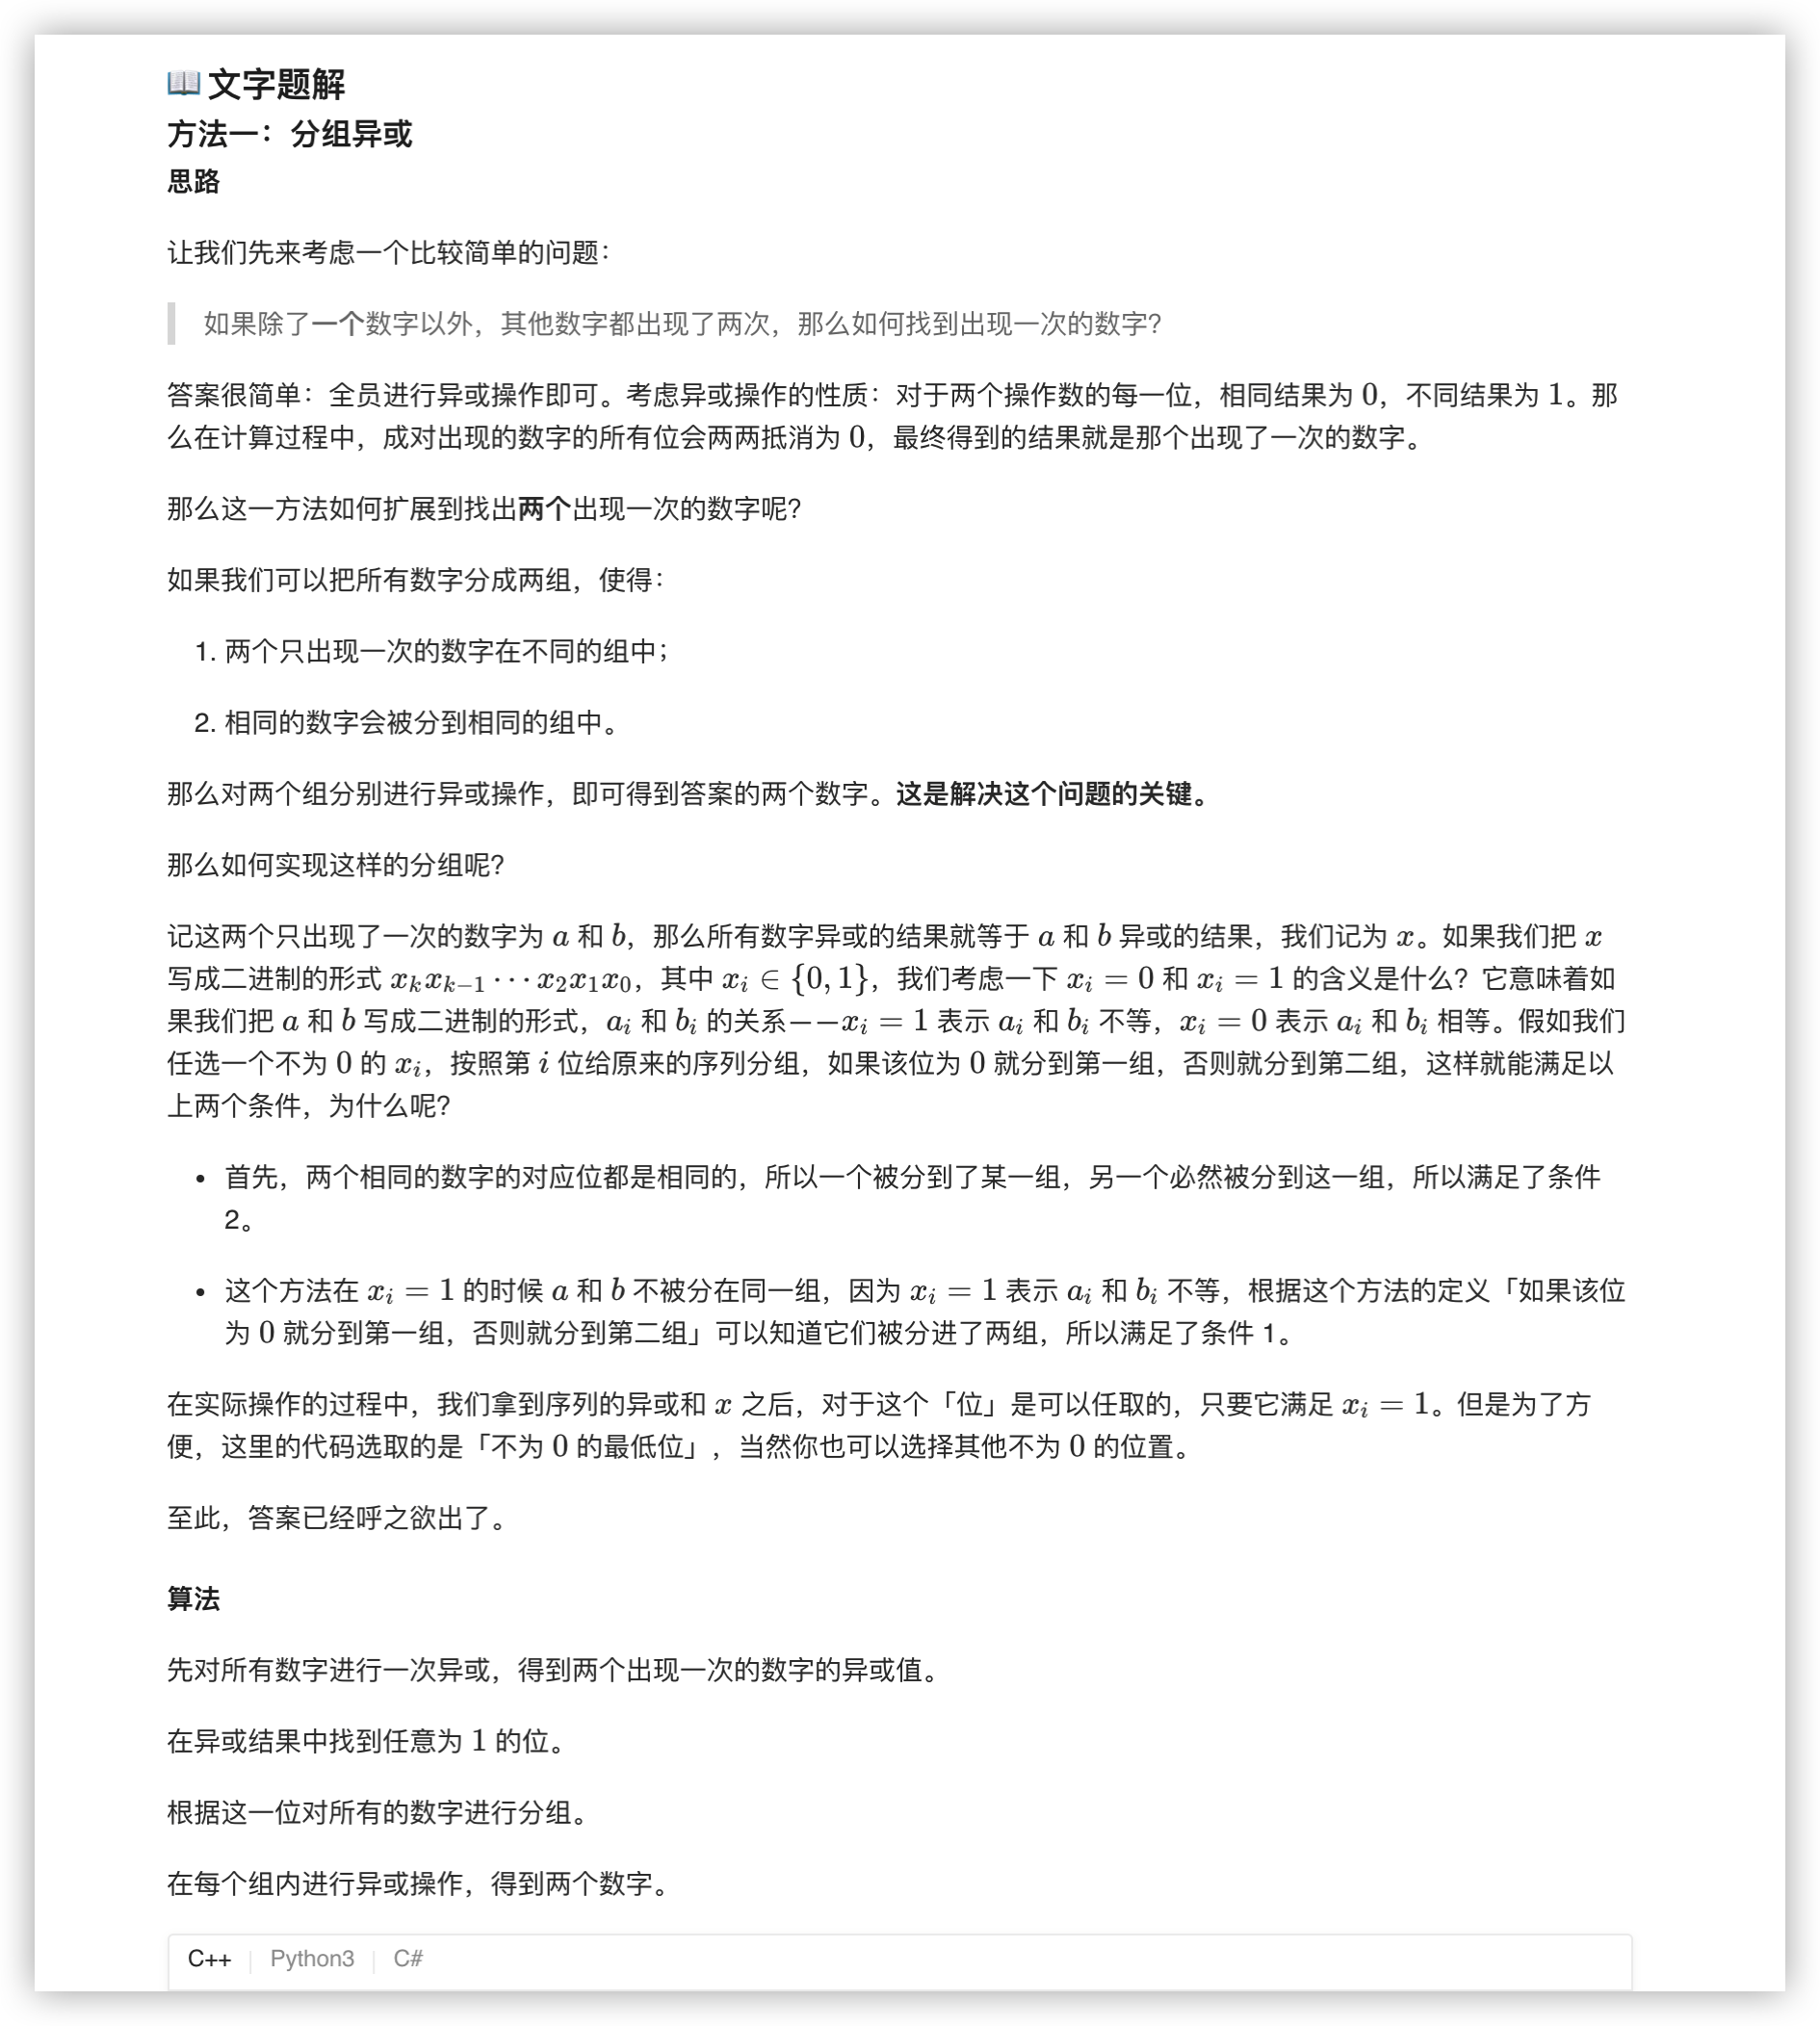 📖 文字题解
方法一：分组异或
思路
让我们先来考虑一个比较简单的问题：
如果除了一个数字以外，其他数字都出现了两次，那么如何找到出现一次的数字？
答案很简单：全员进行异或操作即可。考虑异或操作的性质：对于两个操作数的每一位，相同结果为 0，不同结果为 1。那
么在计算过程中，成对出现的数字的所有位会两两抵消为 0，最终得到的结果就是那个出现了一次的数字。
那么这一方法如何扩展到找出两个出现一次的数字呢？
如果我们可以把所有数字分成两组，使得：
1. 两个只出现一次的数字在不同的组中；
2. 相同的数字会被分到相同的组中。
那么对两个组分别进行异或操作，即可得到答案的两个数字。这是解决这个问题的关键。
那么如何实现这样的分组呢？
记这两个只出现了一次的数字为 a 和 b，那么所有数字异或的结果就等于 a 和 b 异或的结果，我们记为 x。如果我们把 x
写成二进制的形式 xₖxₖ₋₁⋯x₂x₁x₀，其中 xᵢ ∈ {0, 1}，我们考虑一下 xᵢ = 0 和 xᵢ = 1 的含义是什么？它意味着如
果我们把 a 和 b 写成二进制的形式，aᵢ 和 bᵢ 的关系——xᵢ = 1 表示 aᵢ 和 bᵢ 不等，xᵢ = 0 表示 aᵢ 和 bᵢ 相等。假如我们
任选一个不为 0 的 xᵢ，按照第 i 位给原来的序列分组，如果该位为 0 就分到第一组，否则就分到第二组，这样就能满足以
上两个条件，为什么呢？
• 首先，两个相同的数字的对应位都是相同的，所以一个被分到了某一组，另一个必然被分到这一组，所以满足了条件
2。
• 这个方法在 xᵢ = 1 的时候 a 和 b 不被分在同一组，因为 xᵢ = 1 表示 aᵢ 和 bᵢ 不等，根据这个方法的定义「如果该位
为 0 就分到第一组，否则就分到第二组」可以知道它们被分进了两组，所以满足了条件 1。
在实际操作的过程中，我们拿到序列的异或和 x 之后，对于这个「位」是可以任取的，只要它满足 xᵢ = 1。但是为了方
便，这里的代码选取的是「不为 0 的最低位」，当然你也可以选择其他不为 0 的位置。
至此，答案已经呼之欲出了。
算法
先对所有数字进行一次异或，得到两个出现一次的数字的异或值。
在异或结果中找到任意为 1 的位。
根据这一位对所有的数字进行分组。
在每个组内进行异或操作，得到两个数字。
C++ | Python3 | C#